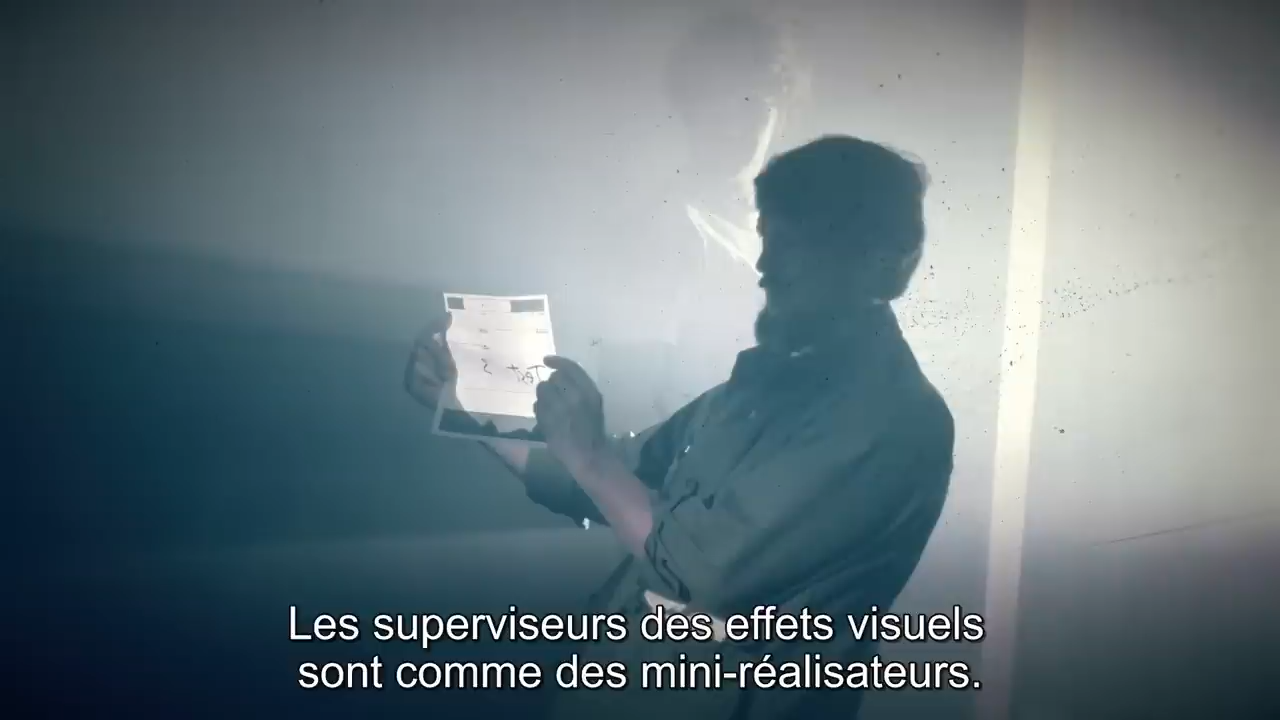 Les superviseurs des effets visuels
sont comme des mini-réalisateurs.